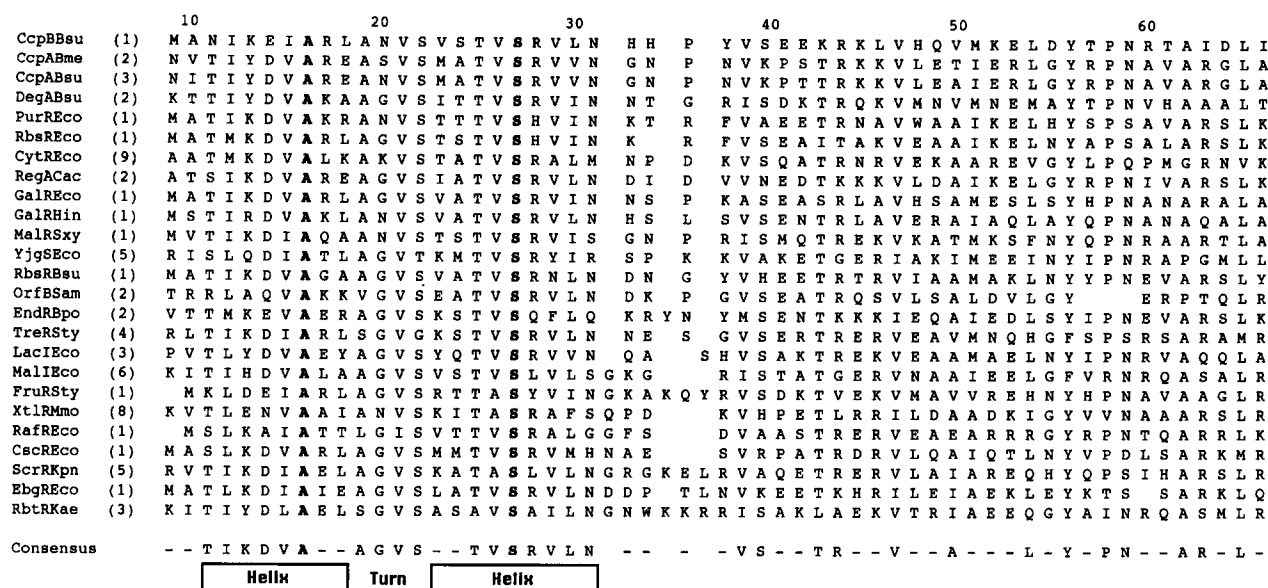 10 20 30 40 50 60
CcpBBsu (1) M A N I K E I A R L A N V S V S T V S R V L N H H P Y V S E E K R K L V H Q V M K E L D Y T P N R T A I D L I
CcpABme (2) N V T I Y D V A R E A S V S M A T V S R V V N G N P N V K P S T R K K V L E T I E R L G Y R P N A V A R G L A
CcpABsu (3) N I T I Y D V A R E A N V S M A T V S R V V N G N P N V K P T T R K K V L E A I E R L G Y R P N A V A R G L A
DegABsu (2) K T T I Y D V A K A A G V S I T T V S R V I N N T G R I S D K T R Q K V M N V M N E M A Y T P N V H A A A L T
PurREco (1) M A T I K D V A K R A N V S T T T V S H V I N K T R F V A E E T R N A V W A A I K E L H Y S P S A V A R S L K
RbsREco (1) M A T M K D V A R L A G V S T S T V S H V I N K R F V S E A I T A K V E A A I K E L N Y A P S A L A R S L K
CytREco (9) A A T M K D V A L K A K V S T A T V S R A L M N P D K V S Q A T R N R V E K A A R E V G Y L P Q P M G R N V K
RegACac (2) A T S I K D V A R E A G V S I A T V S R V L N D I D V V N E D T K K K V L D A I K E L G Y R P N I V A R S L K
GalREco (1) M A T I K D V A R L A G V S V A T V S R V I N N S P K A S E A S R L A V H S A M E S L S Y H P N A N A R A L A
GalRHin (1) M S T I R D V A K L A N V S V A T V S R V L N H S L S V S E N T R L A V E R A I A Q L A Y Q P N A N A Q A L A
MalRSxy (1) M V T I K D I A Q A A N V S T S T V S R V I S G N P R I S M Q T R E K V K A T M K S F N Y Q P N R A A R T L A
YjgSEco (5) R I S L Q D I A T L A G V T K M T V S R Y I R S P K K V A K E T G E R I A K I M E E I N Y I P N R A P G M L L
RbsRBsu (1) M A T I K D V A G A A G V S V A T V S R N L N D N G Y V H E E T R T R V I A A M A K L N Y Y P N E V A R S L K
OrfBSam (2) T R R L A Q V A K K V G V S E A T V S R V L N D K P G V S E A T R Q S V L S A L D V L G Y E R P T Q L R
EndRBpo (2) V T T M K E V A E R A G V S K S T V S Q F L Q K R Y N Y M S E N T K K K I E Q A I E D L S Y I P N E V A R S L K
TreRSty (4) R L T I K D I A R L S G V G K S T V S R V L N N E S G V S E R T R E R V E A V M N Q H G F S P S R S A R A M R
LacIEco (3) P V T L Y D V A E Y A G V S Y Q T V S R V V N Q A S H V S A K T R E K V E A A M A E L N Y I P N R V A Q Q L A
MalIEco (6) K I T I H D V A L A A G V S V S T V S L V L S G K G R I S T A T G E R V N A A I E E L G F V R N R Q A S A L R
FruRSty (1) M K L D E I A R L A G V S R T T A S Y V I N G K A K Q Y R V S D K T V E K V M A V V R E H N Y H P N A V A A G L R
XtlRMmo (8) K V T L E N V A A I A N V S K I T A S R A F S Q P D K V H P E T L R R I L D A A D K I G Y V V N A A A R S L R
RafREco (1) M S L K A I A T T L G I S V T T V S R A L G G F S D V A A S T R E R V E A E A R R R G Y R P N T Q A R R L K
CscREco (1) M A S L K D V A R L A G V S M M T V S R V M H N A E S V R P A T R D R V L Q A I Q T L N Y V P D L S A R K M R
ScrRKpn (5) R V T I K D I A E L A G V S K A T A S L V L N G R G K E L R V A Q E T R E R V L A I A R E Q H Y Q P S I H A R S L R
EbgREco (1) M A T L K D I A I E A G V S L A T V S R V L N D D P T L N V K E E T K H R I L E I A E K L E Y K T S S A R K L Q
RbtRKae (3) K I T I Y D L A E L S G V S A S A V S A I L N G N W K K R R I S A K L A E K V T R I A E E Q G Y A I N R Q A S M L R
Consensus - - T I K D V A - - A G V S - - T V S R V L N - - - - V S - - T R - - V - - A - - - L - Y - P N - - A R - L -
Helix Turn Helix